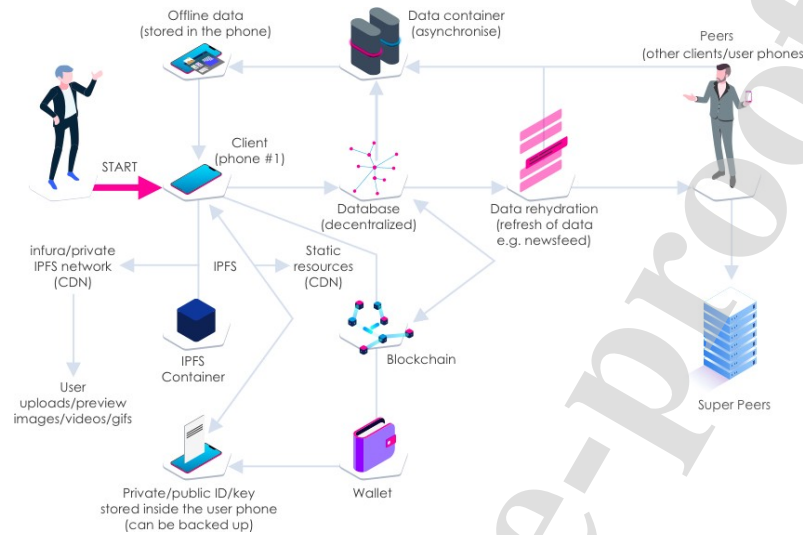 Offline data
(stored in the phone)
Data container
(asynchronise)
Peers
(other clients/user phones)
START
Client
(phone #1)
Database
(decentralized)
Data rehydration
(refresh of data
e.g. newsfeed)
infura/private
IPFS network
(CDN)
IPFS
Static
resources
(CDN)
IPFS
Container
Blockchain
User
uploads/preview
images/videos/gifs
Super Peers
Private/public ID/key
stored inside the user phone
(can be backed up)
Wallet
e-proof